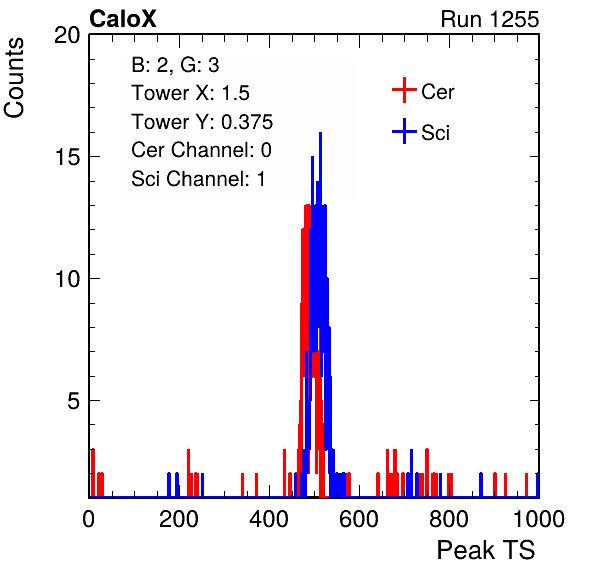 CaloX
Run 1255
Counts
20
15
10
5
B: 2, G: 3
Tower X: 1.5
Tower Y: 0.375
Cer Channel: 0
Sci Channel: 1
Cer
Sci
0 200 400 600 800 1000
Peak TS